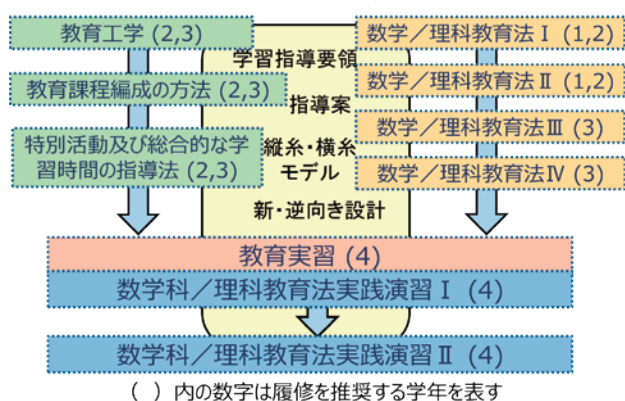 教育工学 (2,3)
教育課程編成の方法 (2,3)
特別活動及び総合的な学
習時間の指導法 (2,3)
学習指導要領
指導案
縦糸・横糸
モデル
新・逆向き設計
数学／理科教育法Ⅰ (1,2)
数学／理科教育法Ⅱ (1,2)
数学／理科教育法Ⅲ (3)
数学／理科教育法Ⅳ (3)
教育実習 (4)
数学科／理科教育法実践演習Ⅰ (4)
数学科／理科教育法実践演習Ⅱ (4)
（ ）内の数字は履修を推奨する学年を表す